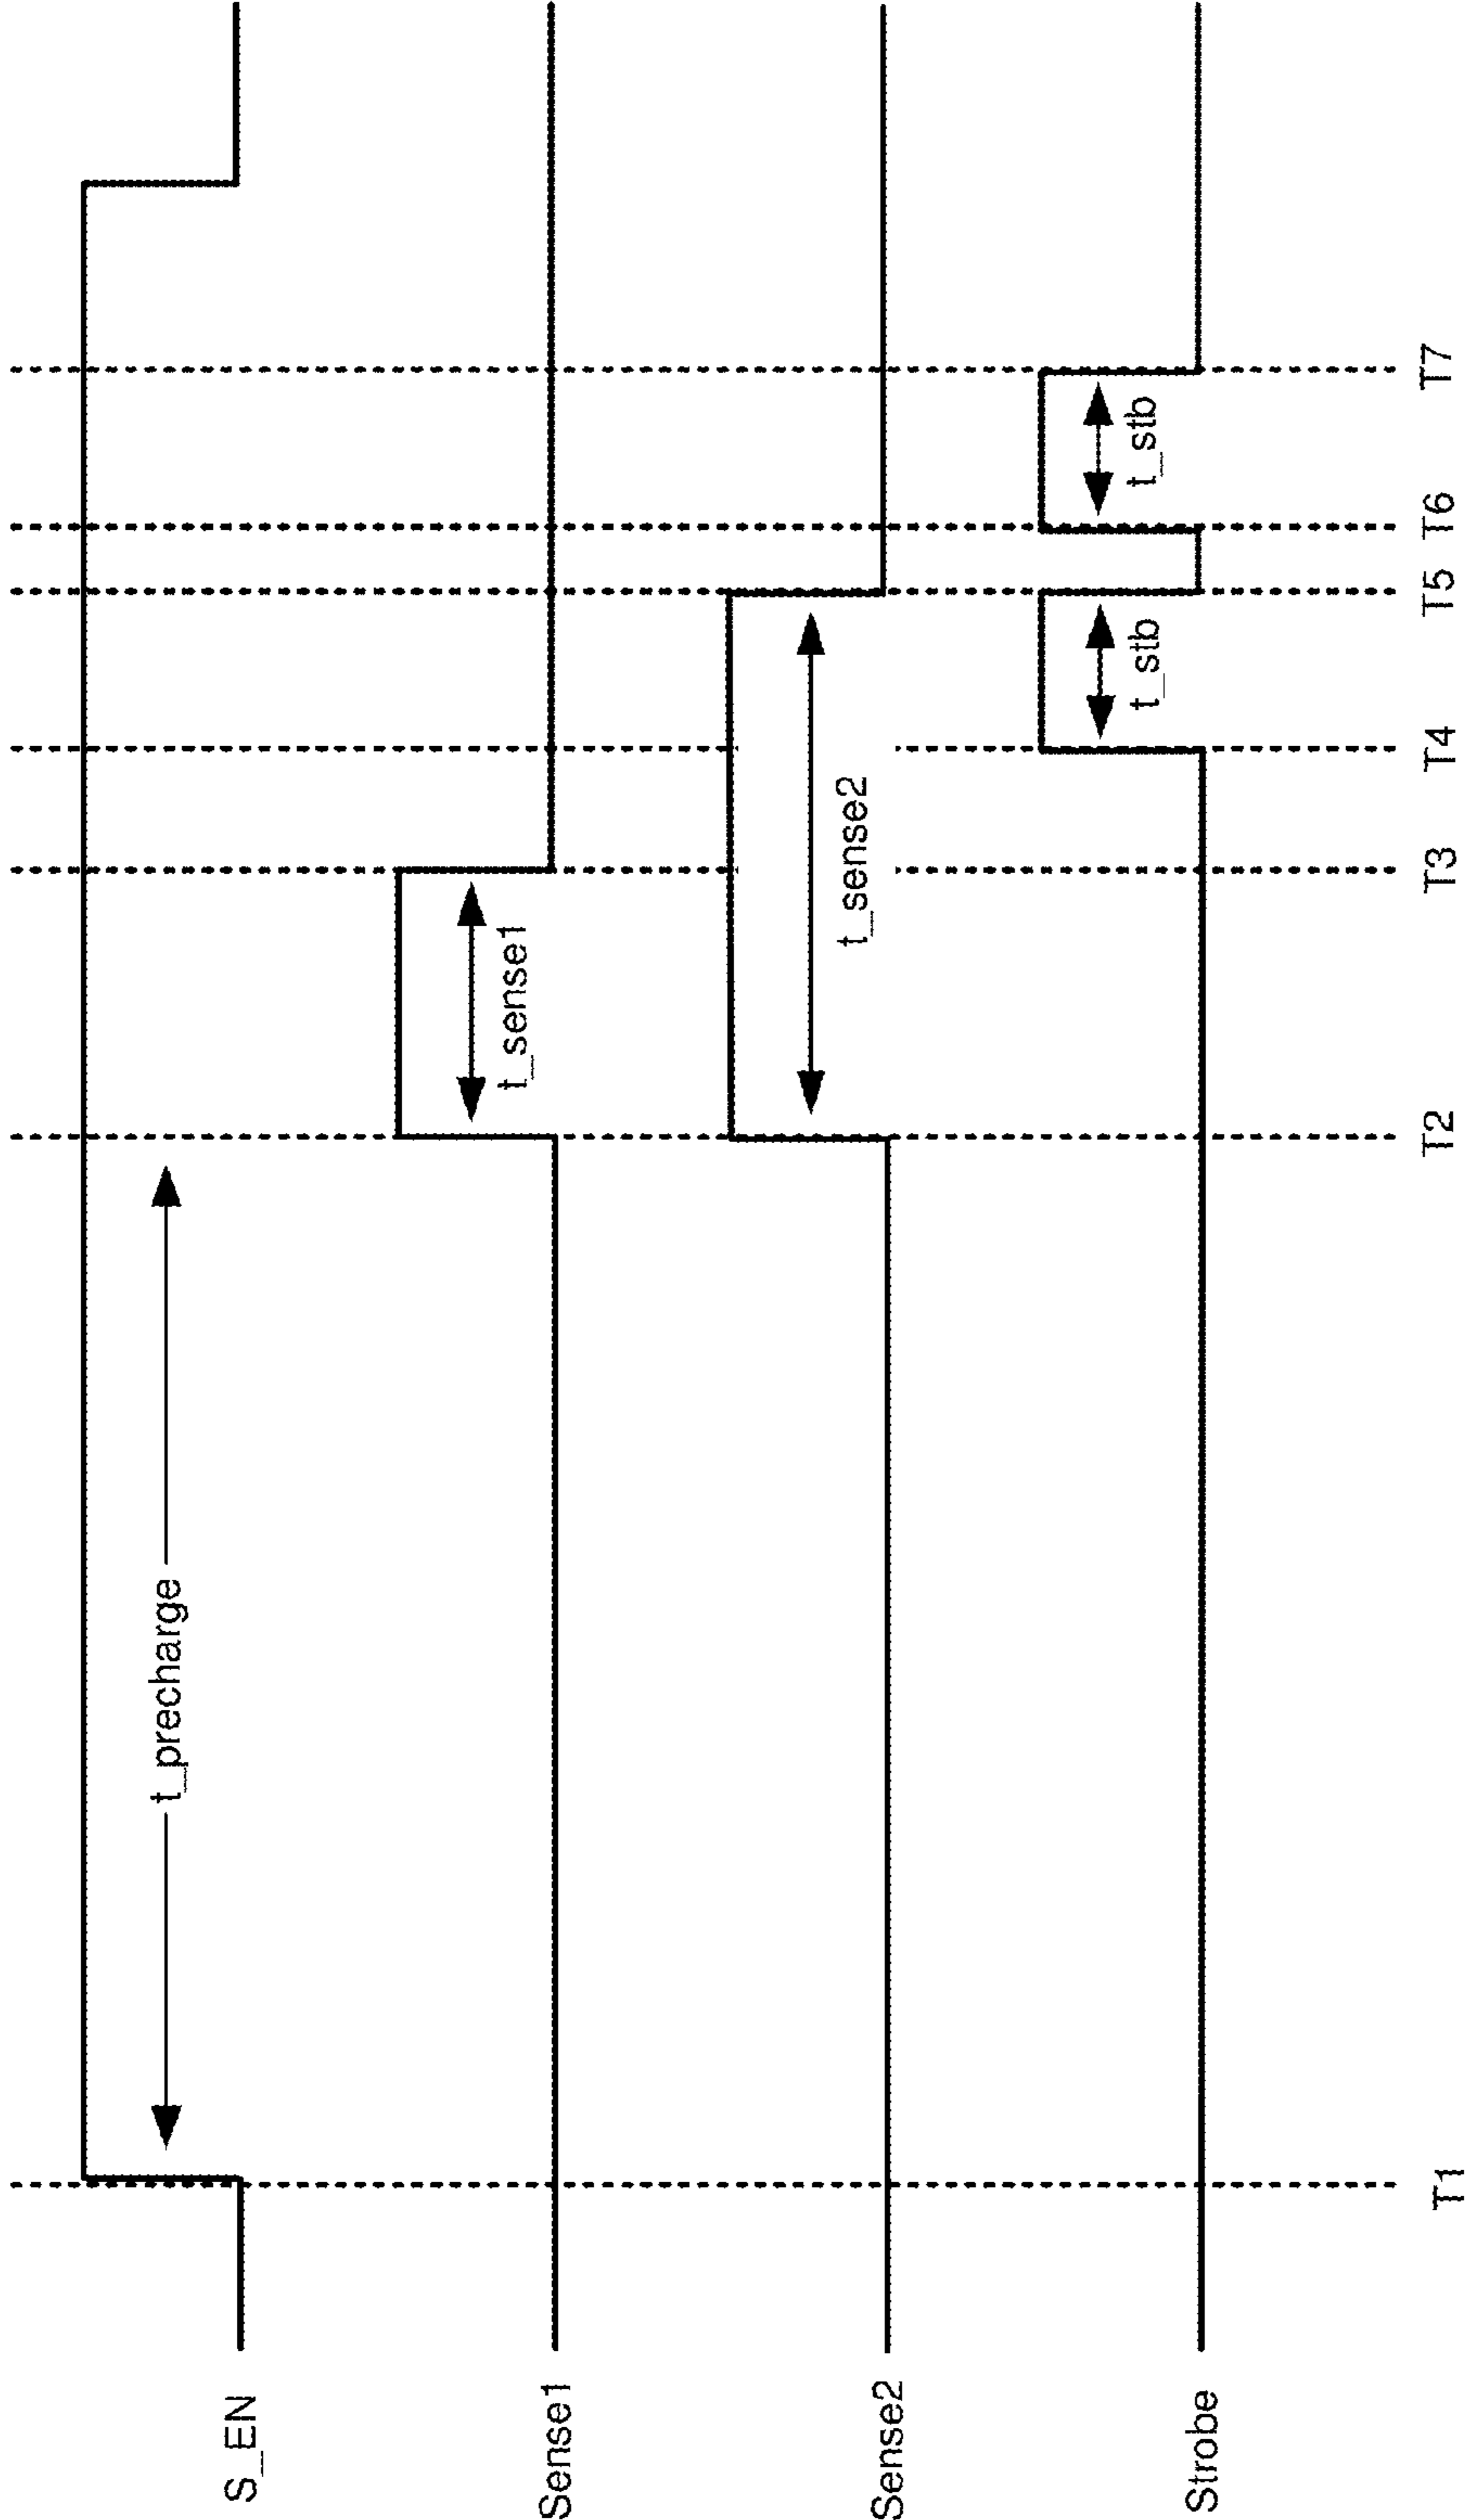 S_EN
t_precharge
Sense1
t_sense1
Sense2
t_sense2
Strobe
t_stb
t_stb
T1
T2
T3
T4
T5
T6
T7